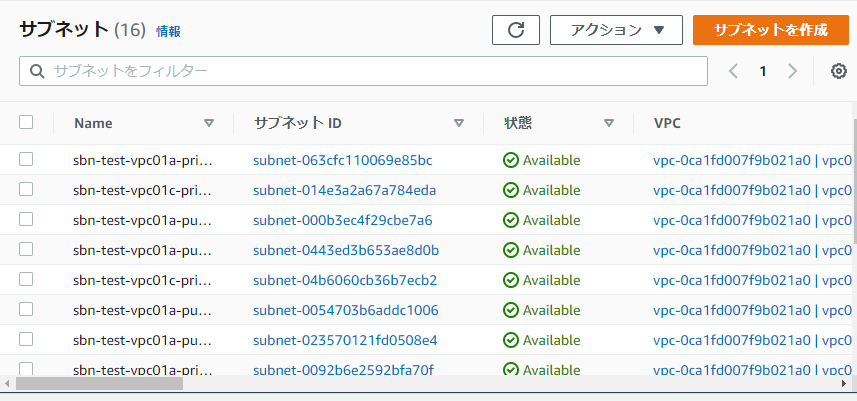 サブネット (16) 情報
アクション
サブネットを作成
サブネットをフィルター
1
Name サブネット ID 状態 VPC
sbn-test-vpc01a-pri... subnet-063cfc110069e85bc Available vpc-0ca1fd007f9b021a0 | vpc0
sbn-test-vpc01c-pri... subnet-014e3a2a67a784eda Available vpc-0ca1fd007f9b021a0 | vpc0
sbn-test-vpc01a-pu... subnet-000b3ec4f29cbe7a6 Available vpc-0ca1fd007f9b021a0 | vpc0
sbn-test-vpc01a-pu... subnet-0443ed3b653ae8d0b Available vpc-0ca1fd007f9b021a0 | vpc0
sbn-test-vpc01c-pri... subnet-04b6060cb36b7ecb2 Available vpc-0ca1fd007f9b021a0 | vpc0
sbn-test-vpc01a-pu... subnet-0054703b6addc1006 Available vpc-0ca1fd007f9b021a0 | vpc0
sbn-test-vpc01a-pu... subnet-023570121fd0508e4 Available vpc-0ca1fd007f9b021a0 | vpc0
sbn-test-vpc01a-pri... subnet-0092b6e2592bfa70f Available vpc-0ca1fd007f9b021a0 | vpc0